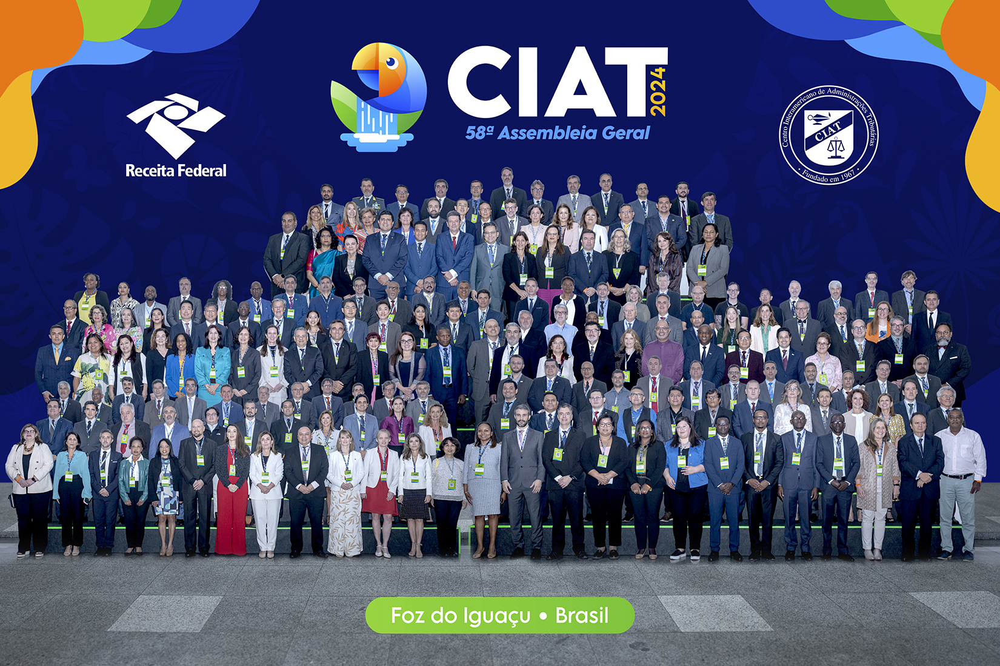 CIAT
2024
58ª Assembleia Geral
Receita Federal
Centro Interamericano de Administrações Tributárias
CIAT
• Fundado em 1967 •
Foz do Iguaçu • Brasil